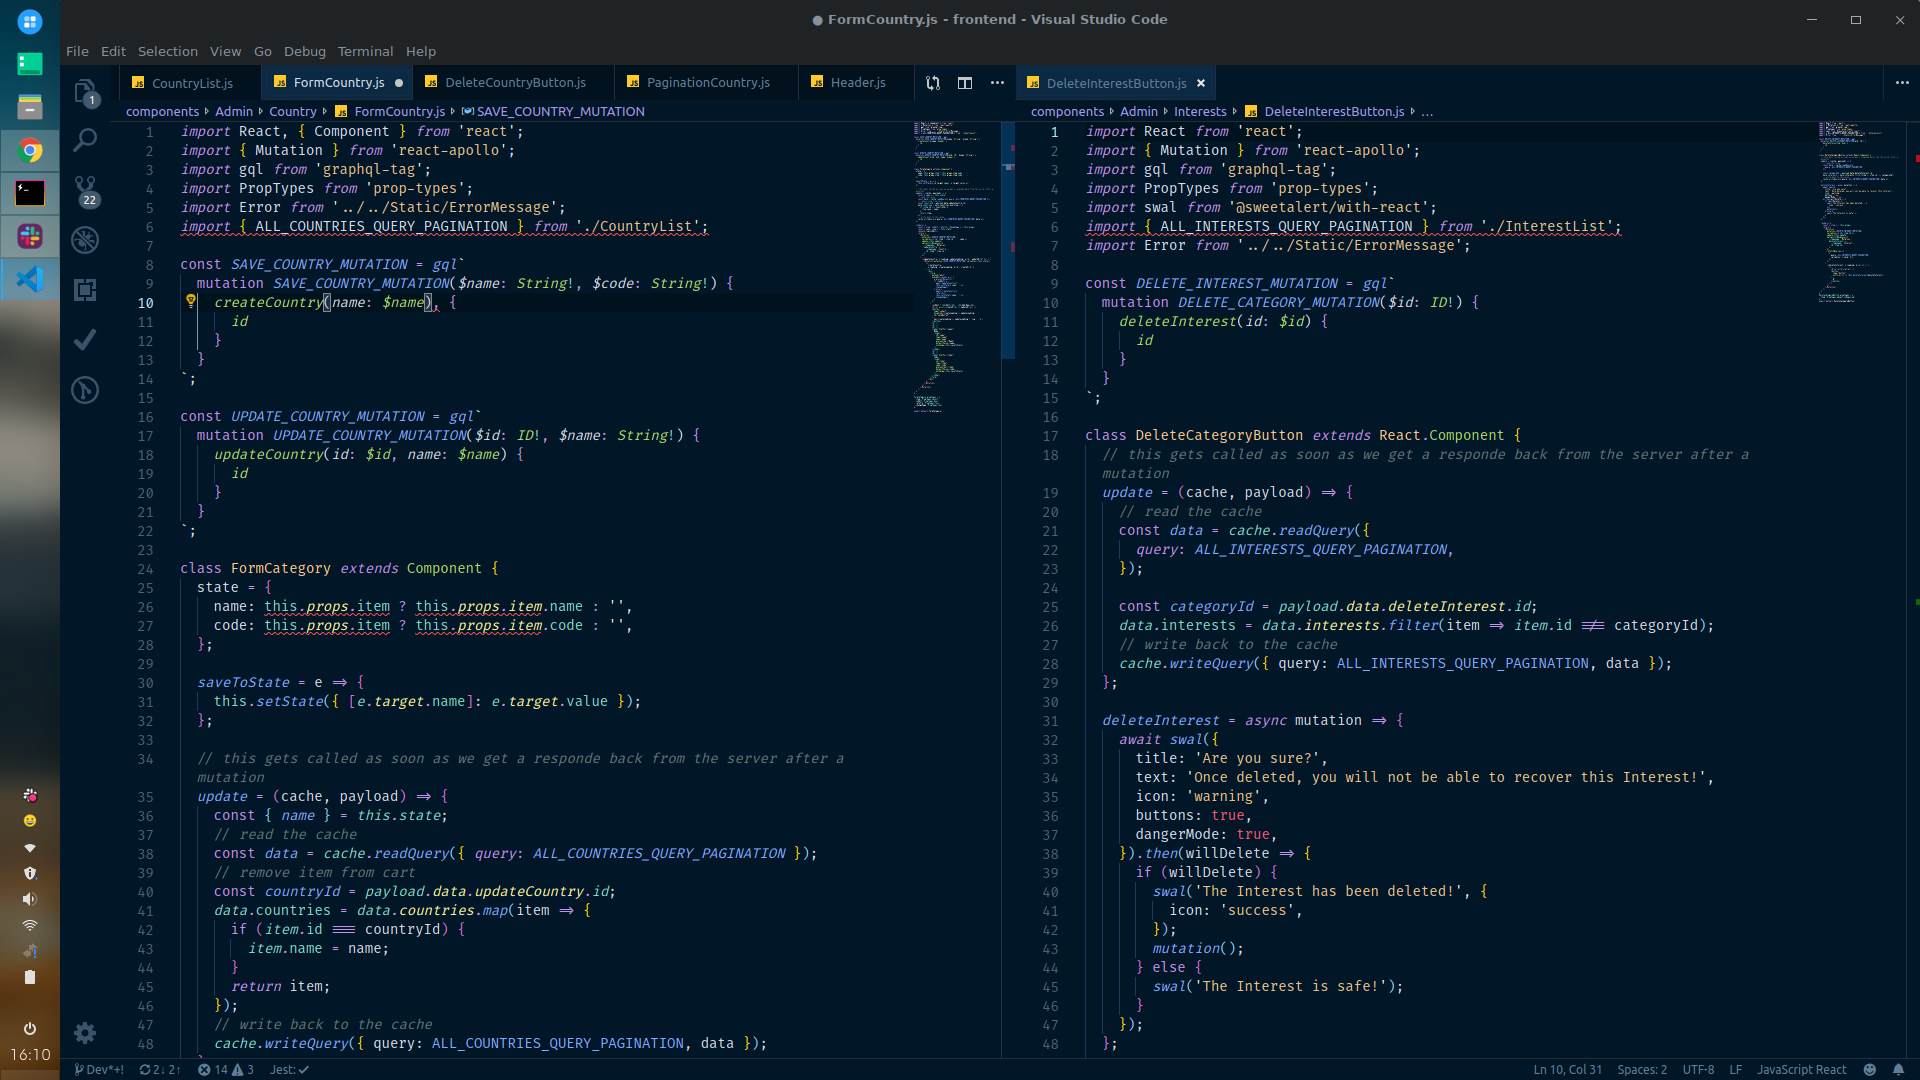 ● FormCountry.js - frontend - Visual Studio Code
File Edit Selection View Go Debug Terminal Help
CountryList.js FormCountry.js ● DeleteCountryButton.js PaginationCountry.js Header.js
components › Admin › Country › FormCountry.js › SAVE_COUNTRY_MUTATION
1 import React, { Component } from 'react';
2 import { Mutation } from 'react-apollo';
3 import gql from 'graphql-tag';
4 import PropTypes from 'prop-types';
5 import Error from '../../Static/ErrorMessage';
6 import { ALL_COUNTRIES_QUERY_PAGINATION } from './CountryList';
7
8 const SAVE_COUNTRY_MUTATION = gql`
9 mutation SAVE_COUNTRY_MUTATION($name: String!, $code: String!) {
10 createCountry(name: $name), {
11 id
12 }
13 }
14 `;
15
16 const UPDATE_COUNTRY_MUTATION = gql`
17 mutation UPDATE_COUNTRY_MUTATION($id: ID!, $name: String!) {
18 updateCountry(id: $id, name: $name) {
19 id
20 }
21 }
22 `;
23
24 class FormCategory extends Component {
25 state = {
26 name: this.props.item ? this.props.item.name : '',
27 code: this.props.item ? this.props.item.code : '',
28 };
29
30 saveToState = e => {
31 this.setState({ [e.target.name]: e.target.value });
32 };
33
34 // this gets called as soon as we get a responde back from the server after a
mutation
35 update = (cache, payload) => {
36 const { name } = this.state;
37 // read the cache
38 const data = cache.readQuery({ query: ALL_COUNTRIES_QUERY_PAGINATION });
39 // remove item from cart
40 const countryId = payload.data.updateCountry.id;
41 data.countries = data.countries.map(item => {
42 if (item.id === countryId) {
43 item.name = name;
44 }
45 return item;
46 });
47 // write back to the cache
48 cache.writeQuery({ query: ALL_COUNTRIES_QUERY_PAGINATION, data });
DeleteInterestButton.js ×
components › Admin › Interests › DeleteInterestButton.js › ...
1 import React from 'react';
2 import { Mutation } from 'react-apollo';
3 import gql from 'graphql-tag';
4 import PropTypes from 'prop-types';
5 import swal from '@sweetalert/with-react';
6 import { ALL_INTERESTS_QUERY_PAGINATION } from './InterestList';
7 import Error from '../../Static/ErrorMessage';
8
9 const DELETE_INTEREST_MUTATION = gql`
10 mutation DELETE_CATEGORY_MUTATION($id: ID!) {
11 deleteInterest(id: $id) {
12 id
13 }
14 }
15 `;
16
17 class DeleteCategoryButton extends React.Component {
18 // this gets called as soon as we get a responde back from the server after a
mutation
19 update = (cache, payload) => {
20 // read the cache
21 const data = cache.readQuery({
22 query: ALL_INTERESTS_QUERY_PAGINATION,
23 });
24
25 const categoryId = payload.data.deleteInterest.id;
26 data.interests = data.interests.filter(item => item.id !== categoryId);
27 // write back to the cache
28 cache.writeQuery({ query: ALL_INTERESTS_QUERY_PAGINATION, data });
29 };
30
31 deleteInterest = async mutation => {
32 await swal({
33 title: 'Are you sure?',
34 text: 'Once deleted, you will not be able to recover this Interest!',
35 icon: 'warning',
36 buttons: true,
37 dangerMode: true,
38 }).then(willDelete => {
39 if (willDelete) {
40 swal('The Interest has been deleted!', {
41 icon: 'success',
42 });
43 mutation();
44 } else {
45 swal('The Interest is safe!');
46 }
47 });
48 };
1
22
16:10
Dev*+! 2↓ 2↑ 14 3 Jest: ✓
Ln 10, Col 31 Spaces: 2 UTF-8 LF JavaScript React